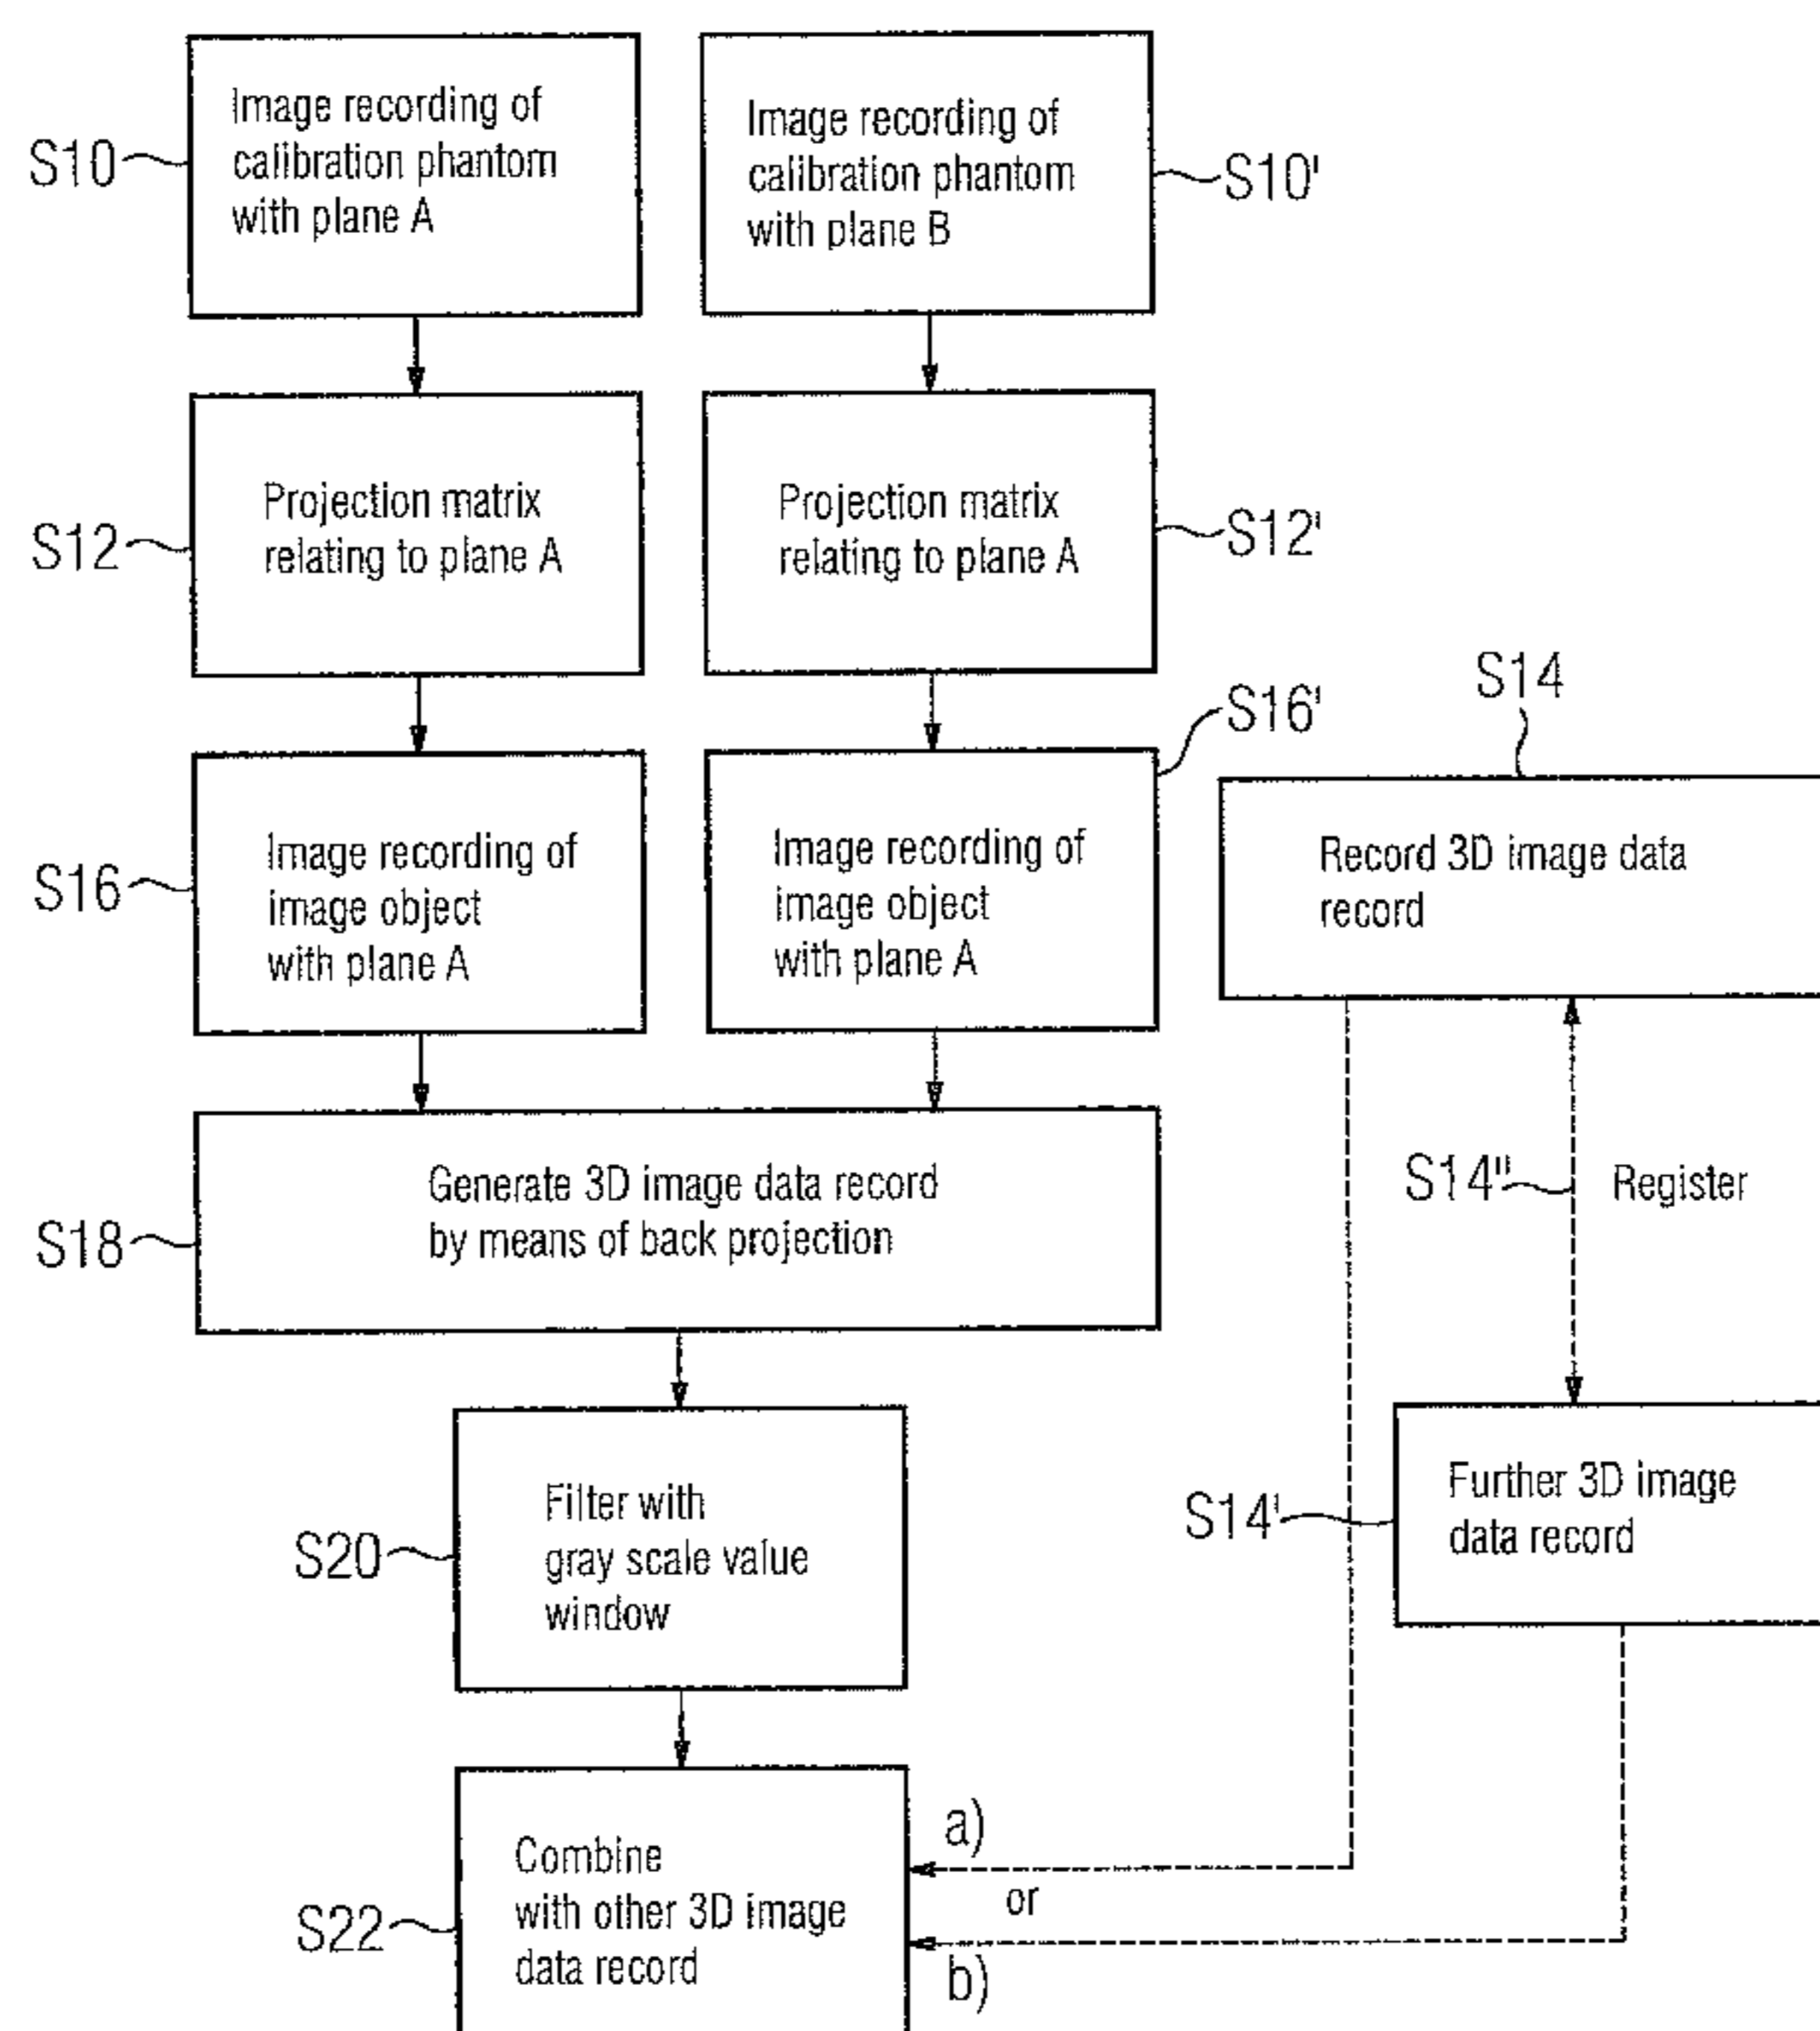 S10
Image recording of
calibration phantom
with plane A
Image recording of
calibration phantom
with plane B
S10'
S12
Projection matrix
relating to plane A
Projection matrix
relating to plane A
S12'
S16
Image recording of
image object
with plane A
Image recording of
image object
with plane A
S16'
S14
Record 3D image data
record
S18
Generate 3D image data record
by means of back projection
S14"
Register
S20
Filter with
gray scale value
window
S14'
Further 3D image
data record
S22
Combine
with other 3D image
data record
a)
or
b)